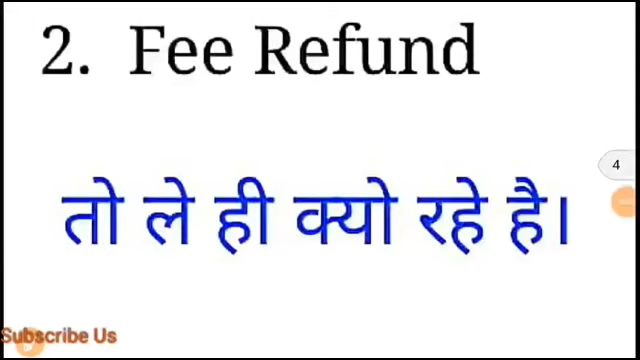 2. Fee Refund
4
तो ले ही क्यो रहे है।
Subscribe Us